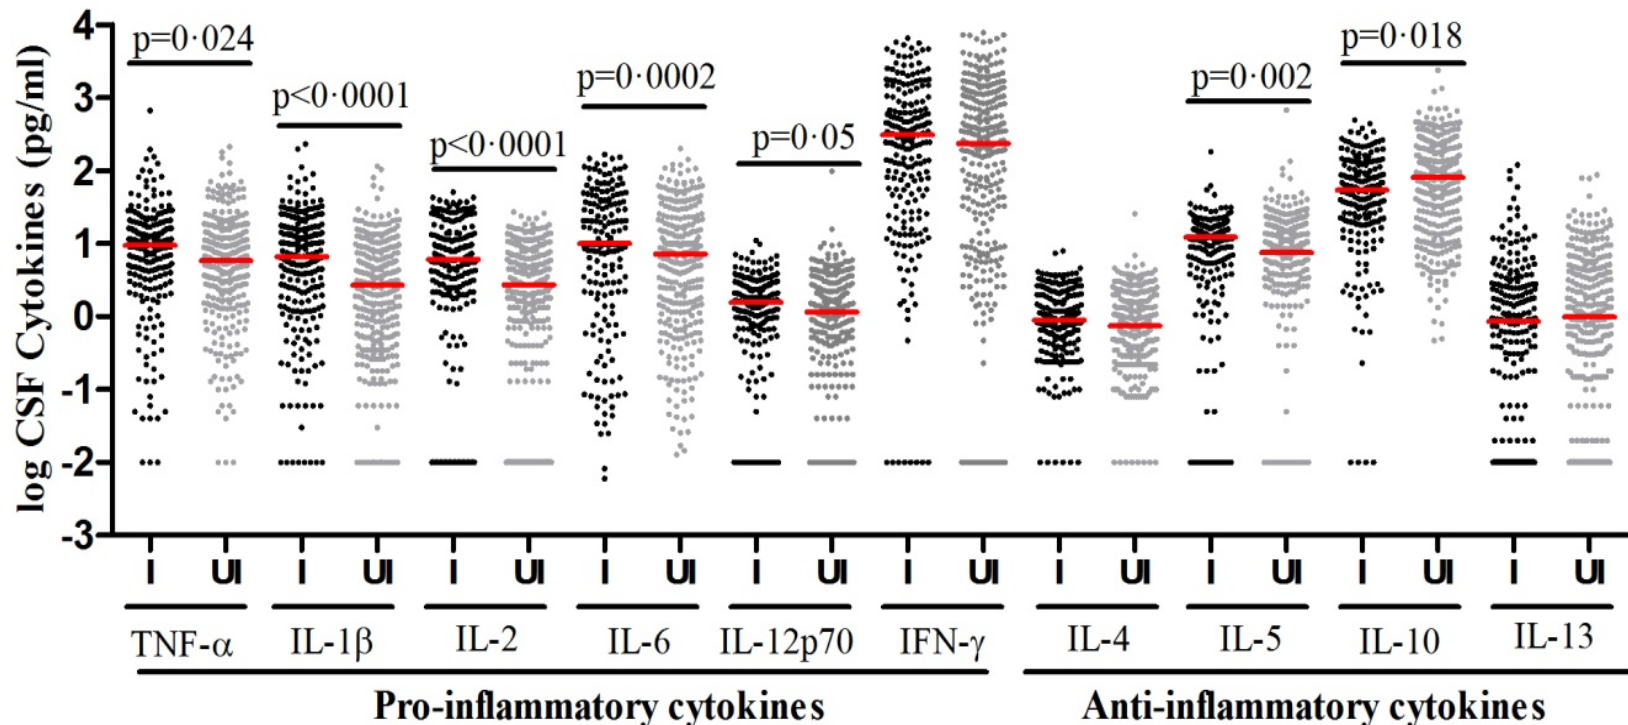 log CSF Cytokines (pg/ml)
4
3
2
1
0
-1
-2
-3
p=0·024
p<0·0001
p<0·0001
p=0·0002
p=0·05
p=0·002
p=0·018
I UI I UI I UI I UI I UI I UI I UI I UI I UI I UI
TNF-α IL-1β IL-2 IL-6 IL-12p70 IFN-γ IL-4 IL-5 IL-10 IL-13
Pro-inflammatory cytokines Anti-inflammatory cytokines